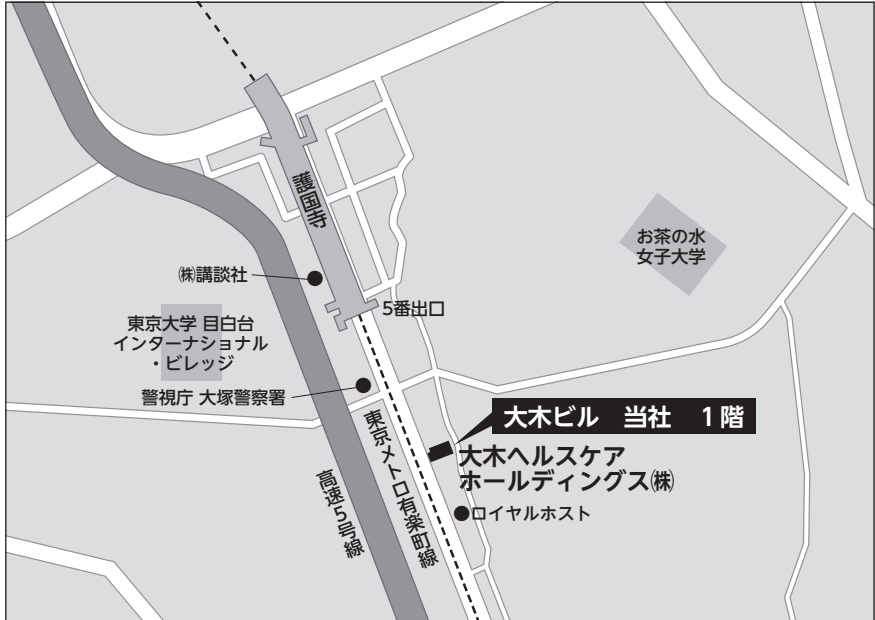 護国寺
お茶の水
女子大学
㈱講談社
5番出口
東京大学 目白台
インターナショナル
・ビレッジ
警視庁 大塚警察署
大木ビル　当社　1階
大木ヘルスケア
ホールディングス㈱
ロイヤルホスト
東京メトロ有楽町線
高速5号線